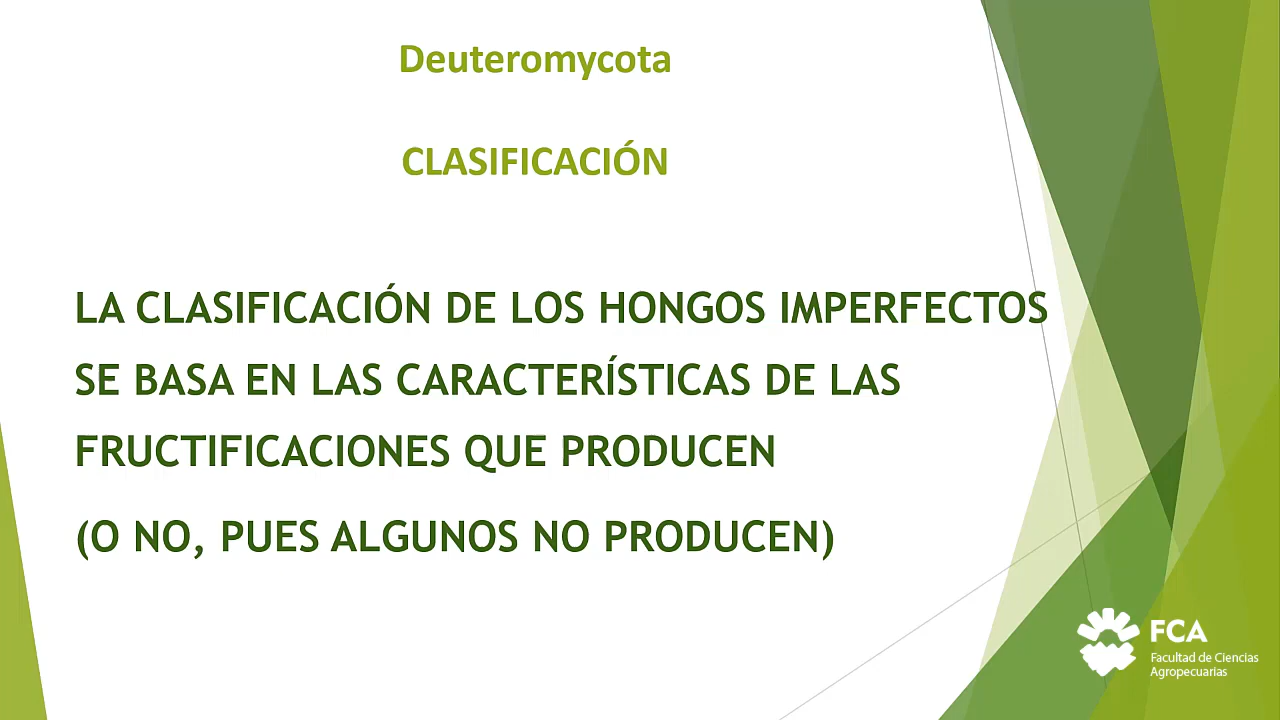 Deuteromycota
CLASIFICACIÓN
LA CLASIFICACIÓN DE LOS HONGOS IMPERFECTOS
SE BASA EN LAS CARACTERÍSTICAS DE LAS
FRUCTIFICACIONES QUE PRODUCEN
(O NO, PUES ALGUNOS NO PRODUCEN)
FCA
Facultad de Ciencias
Agropecuarias